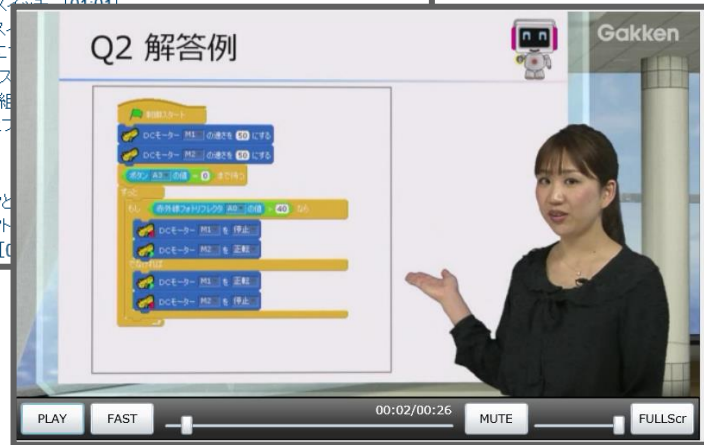 [01:01]
Q2 解答例
Gakken
制御スタート
DCモーター M1 の速さを 50 にする
DCモーター M2 の速さを 50 にする
ボタン A3 の値 = 0 まで待つ
ずっと
もし 赤外線フォトリフレクタ A0 の値 > 40 なら
DCモーター M1 を 停止
DCモーター M2 を 正転
でなければ
DCモーター M1 を 正転
DCモーター M2 を 停止
PLAY
FAST
00:02/00:26
MUTE
FULLScr